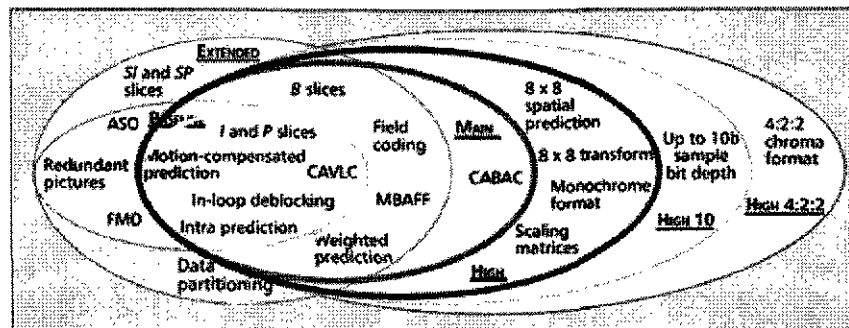 EXTENDED
SI and SP
slices
B slices
8 x 8
spatial
prediction
ASO
I and P slices
Field
coding
MAIN
Up to 10b
sample
bit depth
4:2:2
chroma
format
Redundant
pictures
Motion-compensated
prediction
CAVLC
CABAC
8 x 8 transform
Monochrome
format
In-loop deblocking
MBAFF
HIGH 4:2:2
FMO
Intra prediction
HIGH 10
Weighted
prediction
Scaling
matrices
Data
partitioning
HIGH